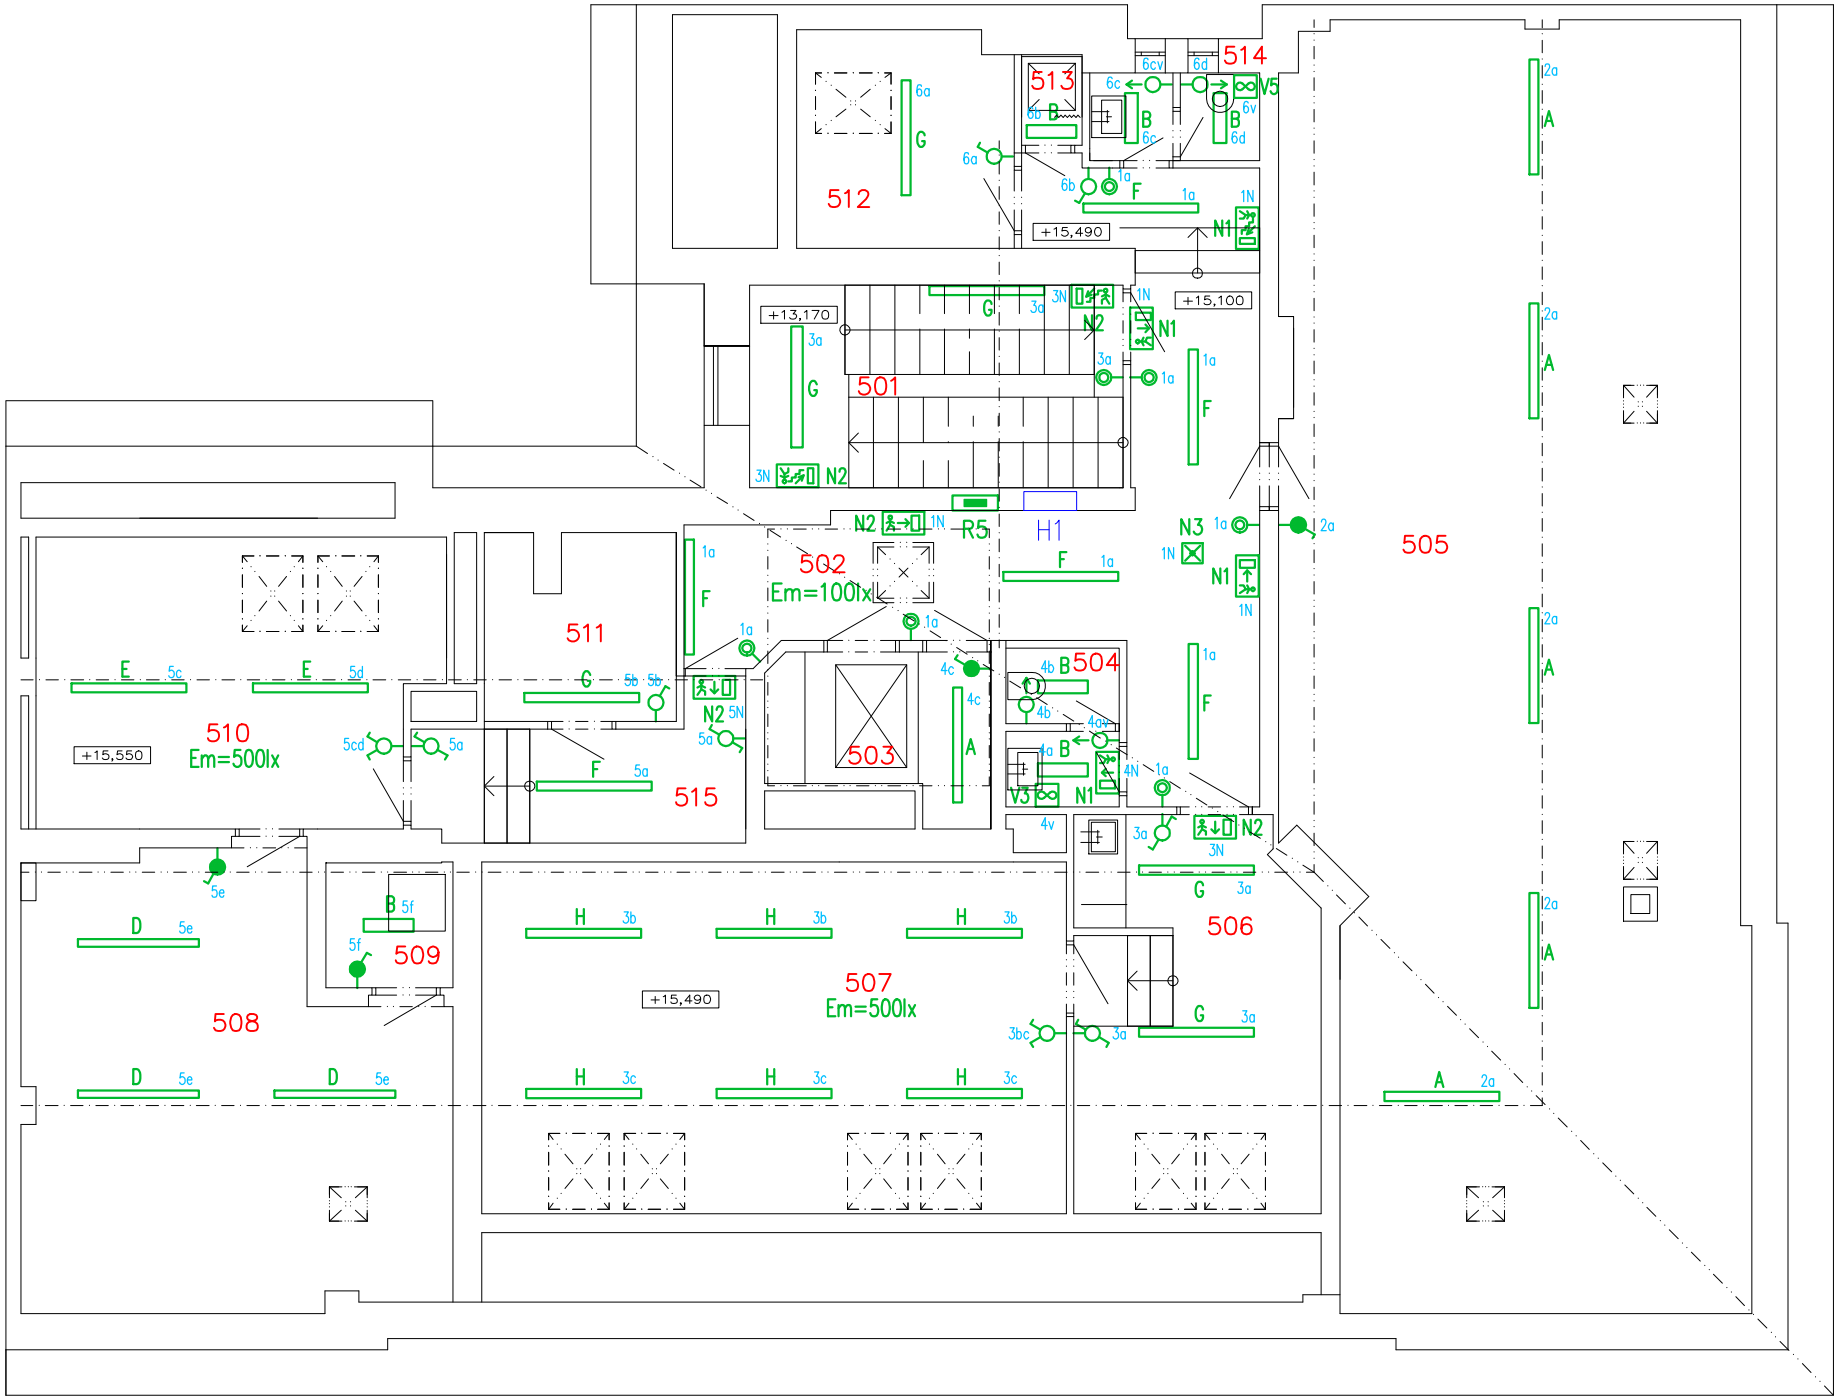 514
6cv 6d
2a
6c
513
V5
6a
6b B
6v
B B A
6c 6d
G
6a
1a
6b
F 1a 1N
512
N1
+15,490
3N 1N
+15,100
G 3a
+13,170
N2 N1
2a
3a
3a 1a
1a
A
501
G
F
3N N2
R5 H1
N2 1N
N3
1a 2a
505
1a
502
F 1a
1N
Em=100lx
N1
F
1N
511
1a 1a
2a
504
4b B
1a
4c
A
E 5c E 5d
G 5b 5b
4c
F
N2 5N
4b
4av
510
5cd 5a
5a
503
A
4a B
+15,550
Em=500lx
F 5a
4N 1a
515
V3 N1
4v
3a
N2
3N
5e
G 3a
B 5f
2a
D 5e
H 3b H 3b H 3b
506
5f
509
A
507
+15,490
Em=500lx
508
G 3a
3bc 3a
D 5e D 5e
H 3c H 3c H 3c
A 2a